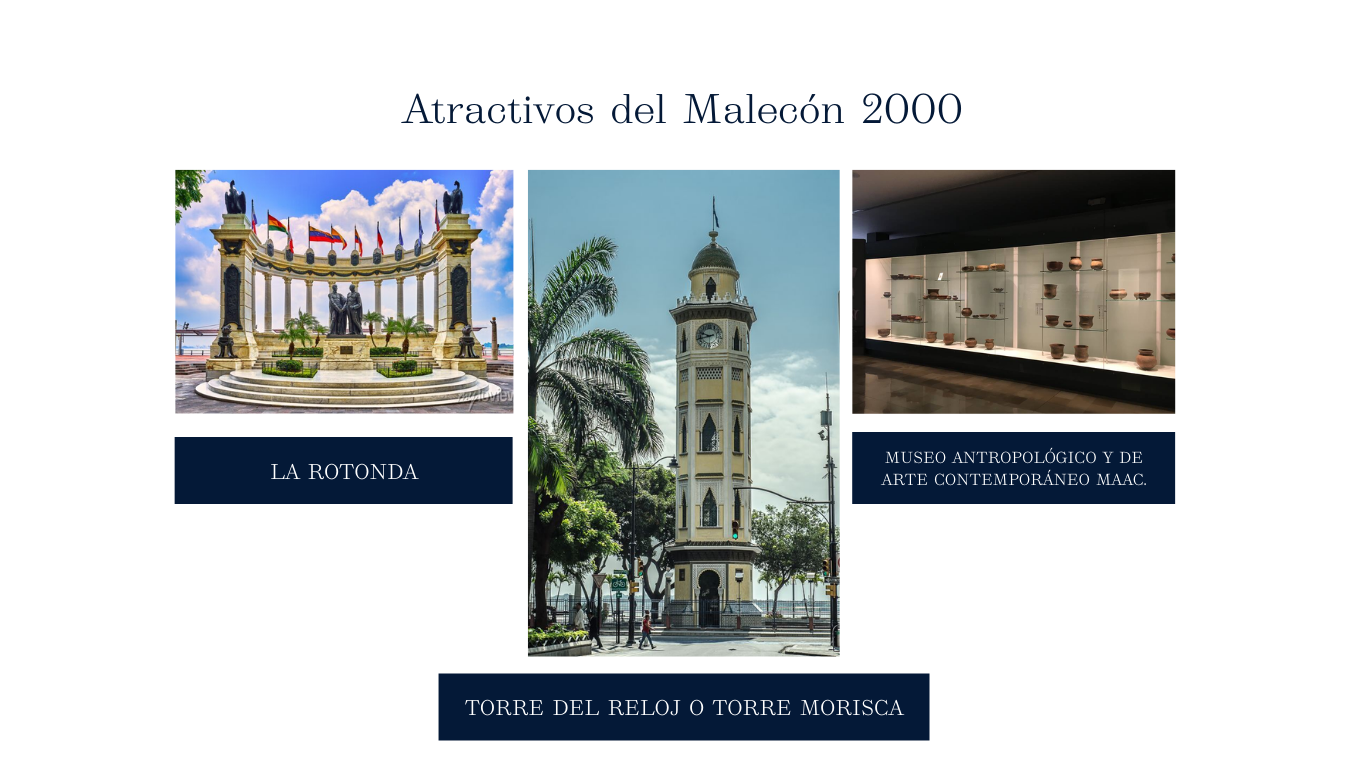 Atractivos del Malecón 2000
LA ROTONDA
MUSEO ANTROPOLÓGICO Y DE
ARTE CONTEMPORÁNEO MAAC.
TORRE DEL RELOJ O TORRE MORISCA